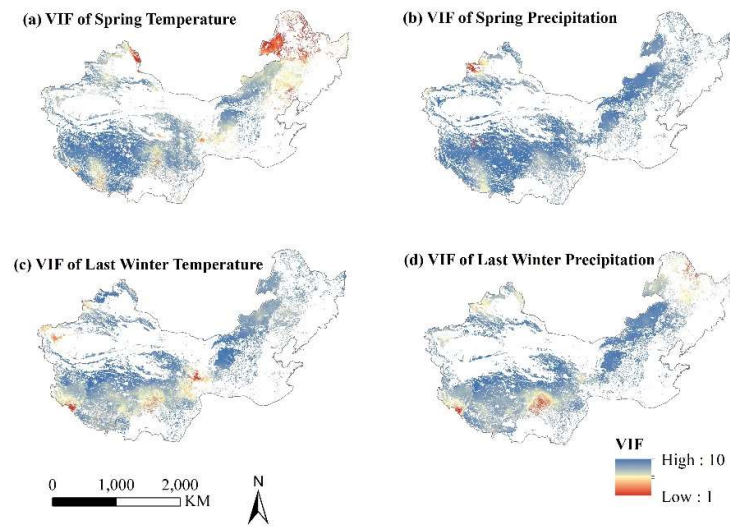 (a) VIF of Spring Temperature
(b) VIF of Spring Precipitation
(c) VIF of Last Winter Temperature
(d) VIF of Last Winter Precipitation
VIF
High : 10
Low : 1
0 1,000 2,000
KM
N